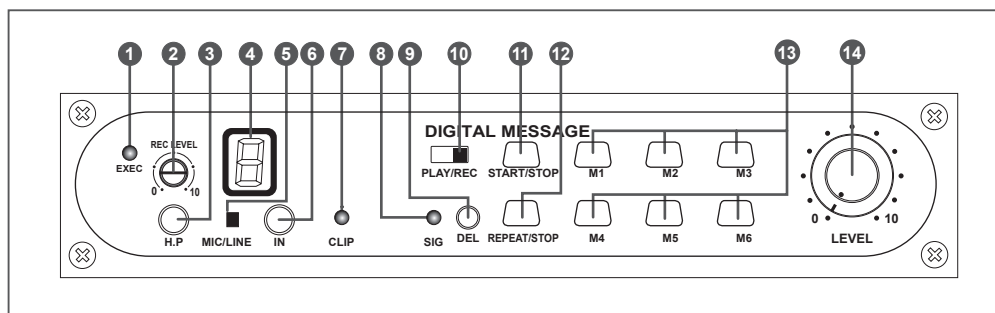 1 2 3 4 5 6 7 8 9 10 11 12 13 14
DIGITAL MESSAGE
REC LEVEL
EXEC
0 10
PLAY/REC START/STOP M1 M2 M3
0 10
H.P MIC/LINE IN CLIP SIG DEL REPEAT/STOP M4 M5 M6 LEVEL